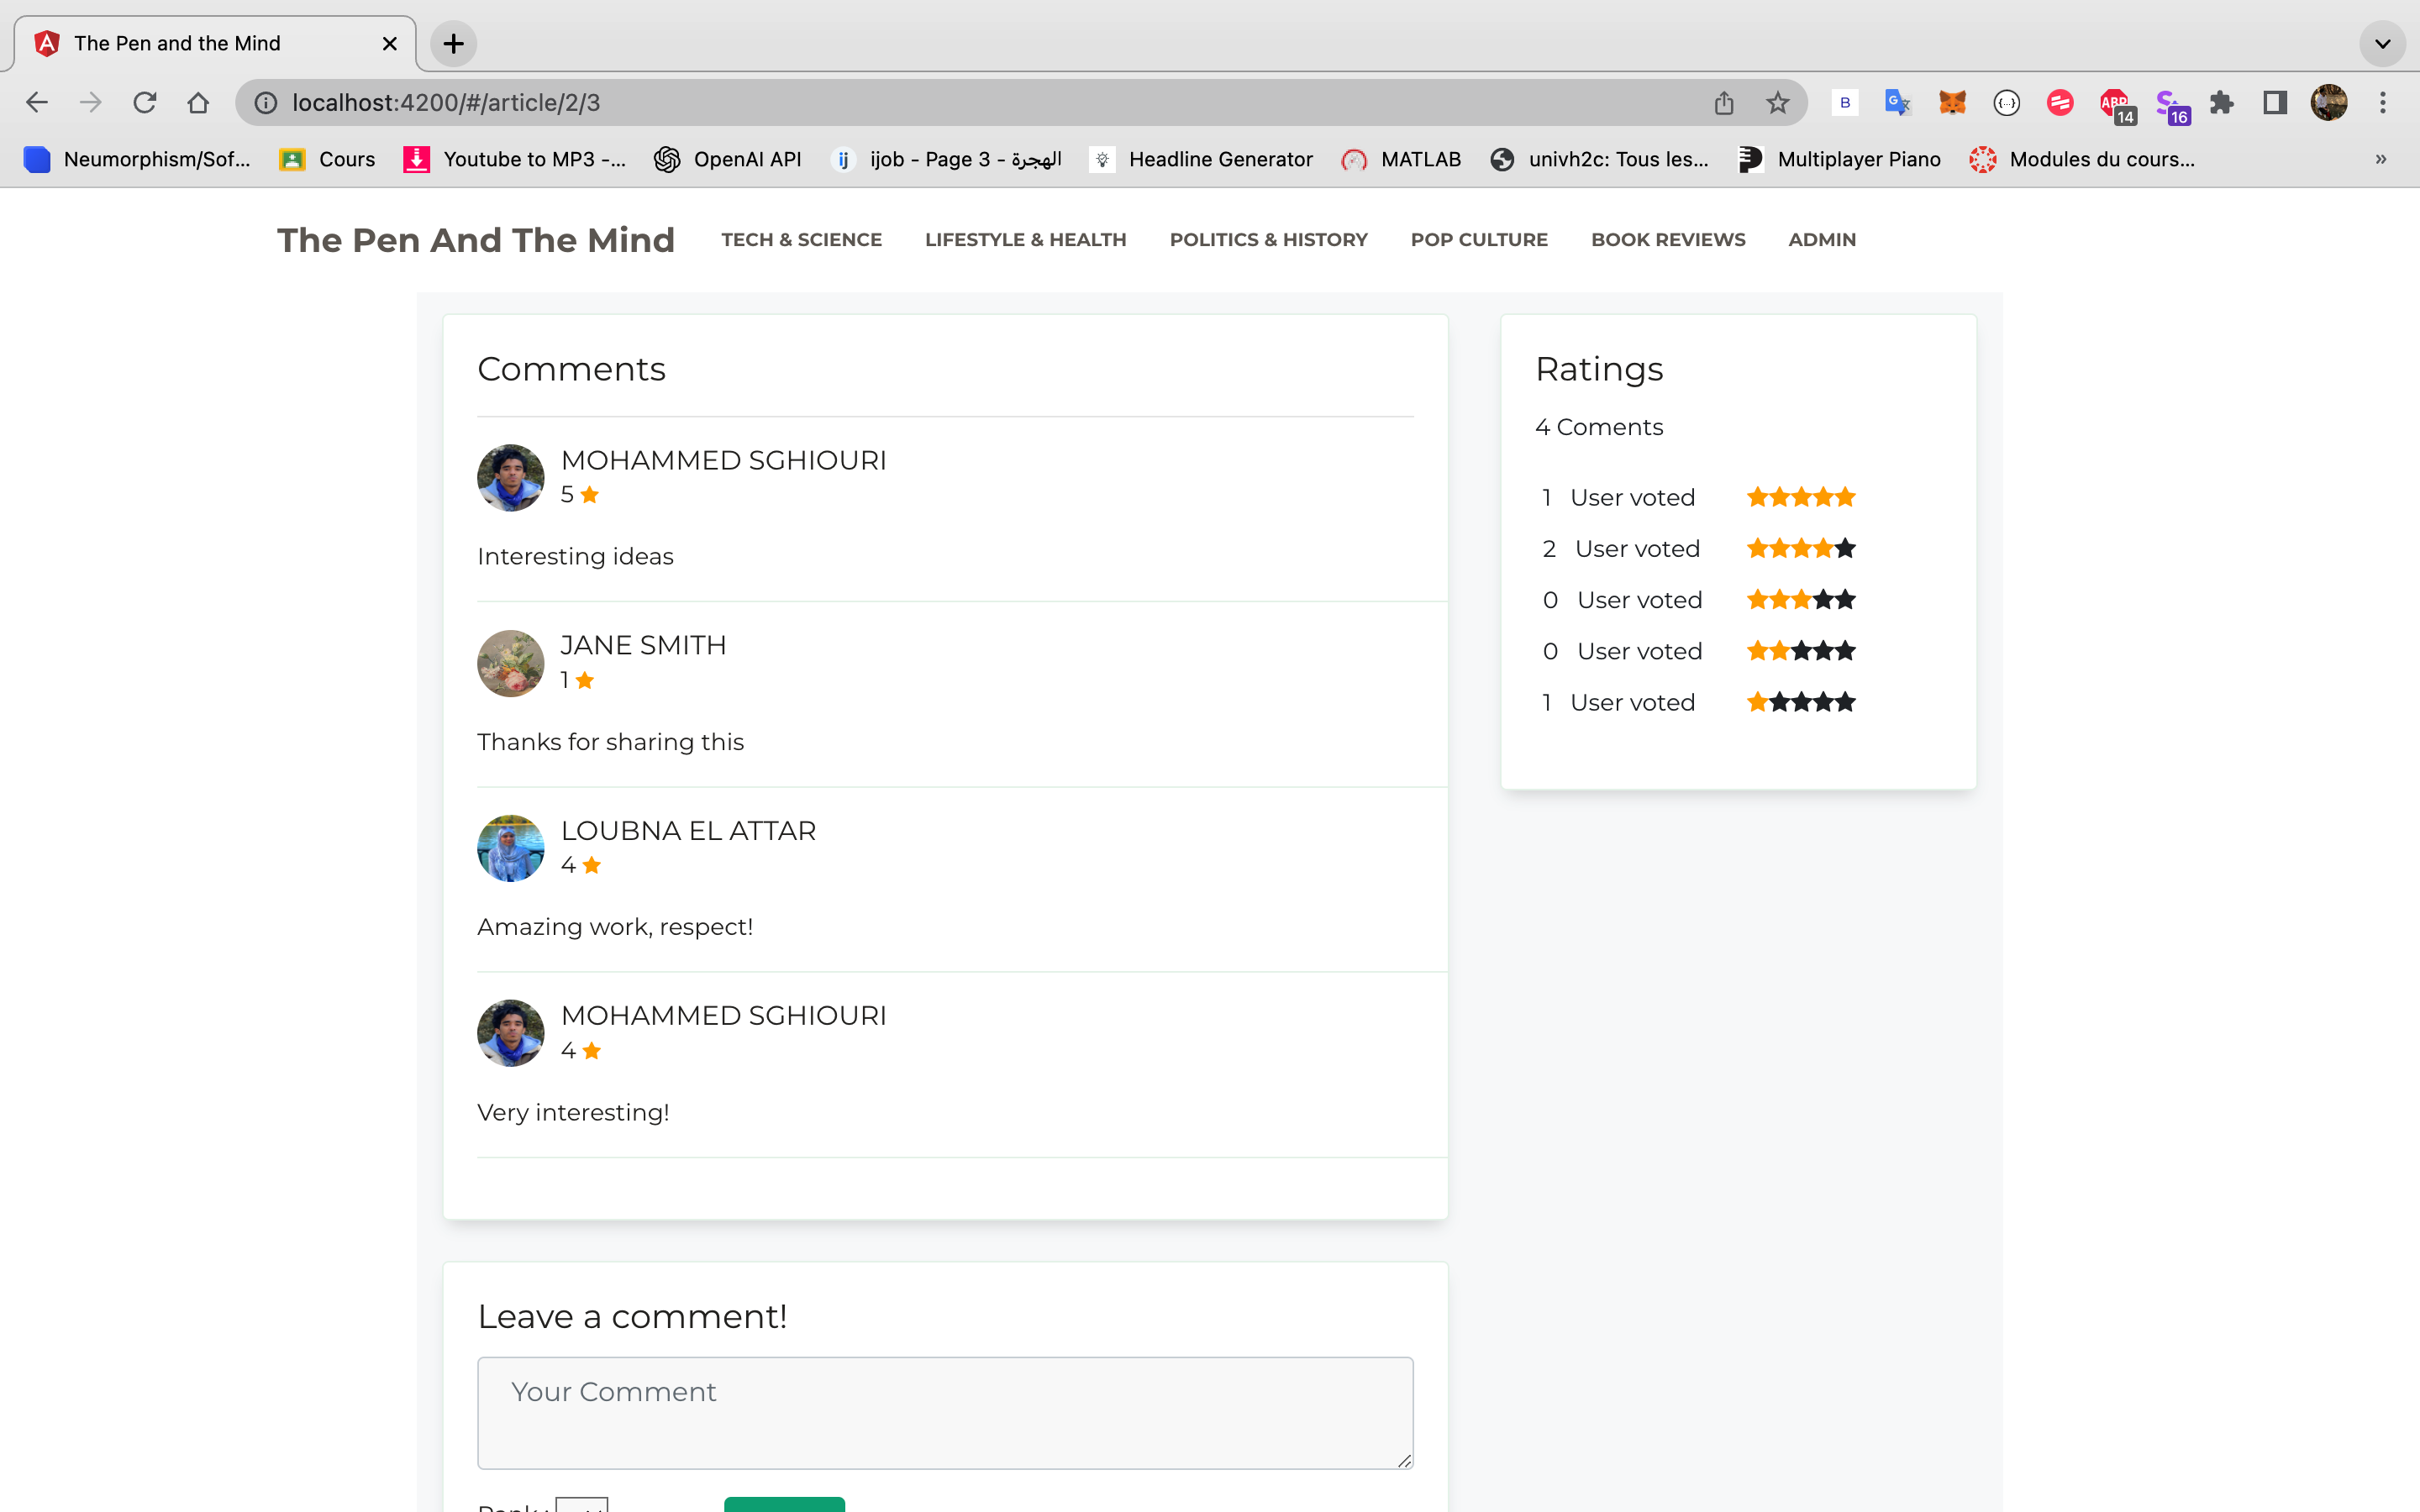 The Pen and the Mind
localhost:4200/#/article/2/3
B
G
{...}
ABP
14
S
16
Neumorphism/Sof...
Cours
Youtube to MP3 -...
OpenAI API
ij
ijob - Page 3 - الهجرة
Headline Generator
MATLAB
univh2c: Tous les...
Multiplayer Piano
Modules du cours...
»
The Pen And The Mind
TECH & SCIENCE
LIFESTYLE & HEALTH
POLITICS & HISTORY
POP CULTURE
BOOK REVIEWS
ADMIN
Comments
MOHAMMED SGHIOURI
5
Interesting ideas
JANE SMITH
1
Thanks for sharing this
LOUBNA EL ATTAR
4
Amazing work, respect!
MOHAMMED SGHIOURI
4
Very interesting!
Ratings
4 Coments
1 User voted
2 User voted
0 User voted
0 User voted
1 User voted
Leave a comment!
Your Comment